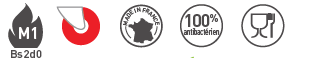 M1
Bs2d0
MADE IN FRANCE
100%
antibactérien